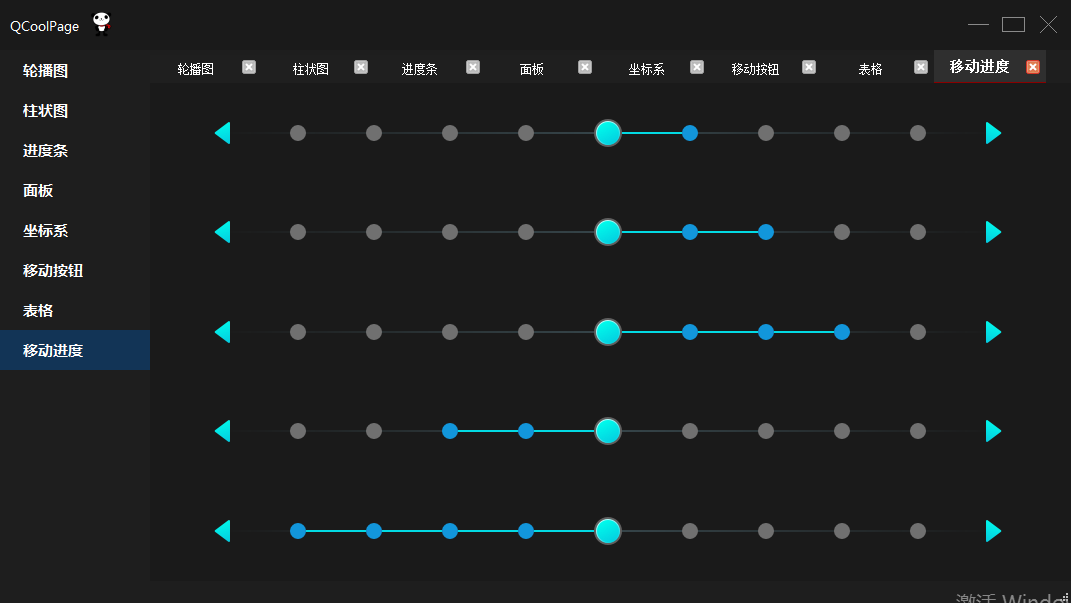 QCoolPage
轮播图 柱状图 进度条 面板 坐标系 移动按钮 表格 移动进度
轮播图
柱状图
进度条
面板
坐标系
移动按钮
表格
移动进度
激活 Windo